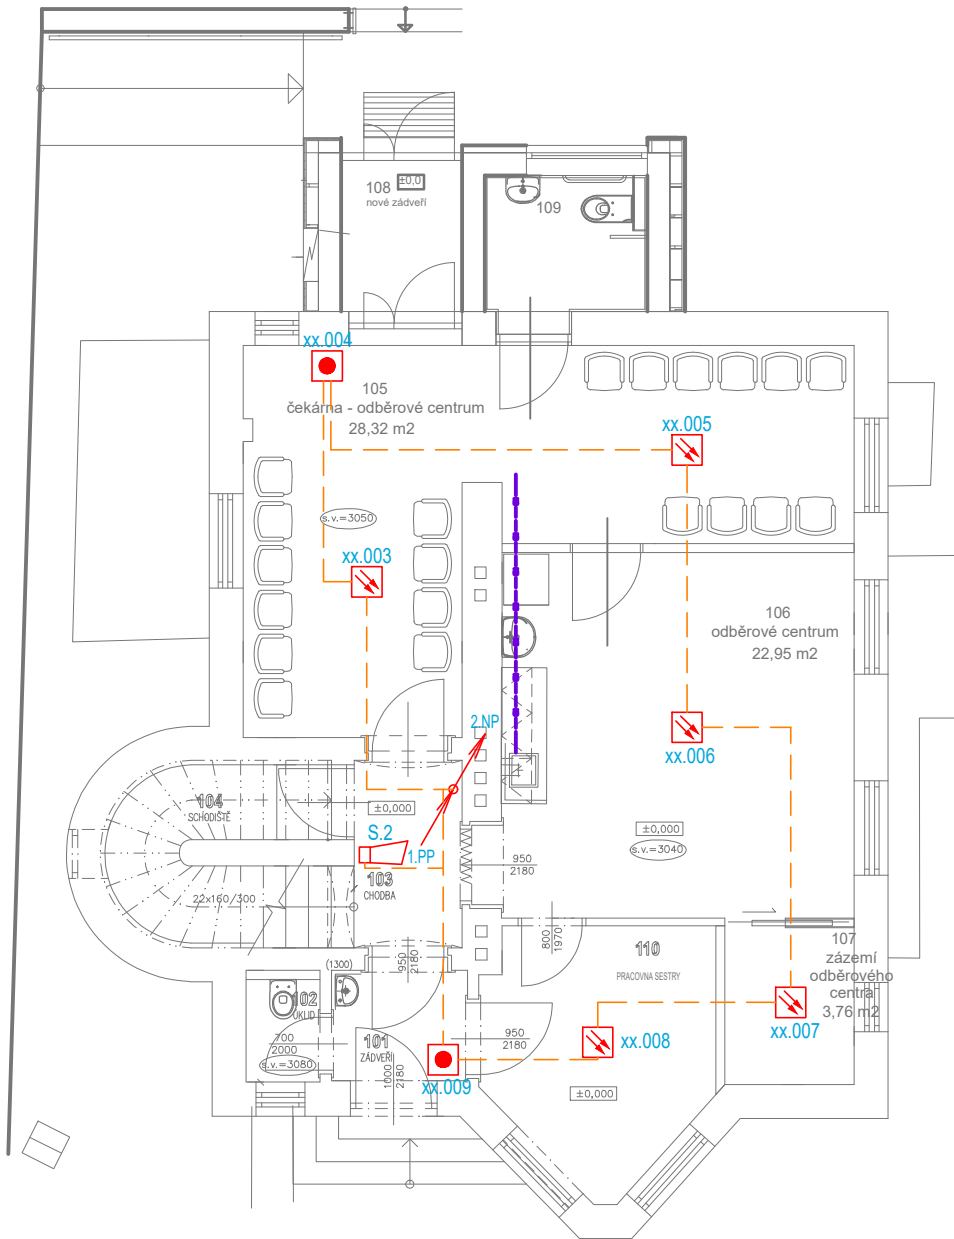 108
±0,0
nové zádveří
109
xx.004
105
čekárna - odběrové centrum
28,32 m2
xx.005
s.v.=3050
xx.003
106
odběrové centrum
22,95 m2
2.NP
xx.006
104
SCHODIŠTĚ
±0,000
S.2
1.PP
±0,000
s.v.=3040
950
2180
103
CHODBA
22x160/300
107
zázemí
odběrového
centra
3,76 m2
800
1970
110
PRACOVNA SESTRY
(1300)
950
2180
102
ÚKLID
700
2000
s.v.=3080
101
ZÁDVEŘÍ
1000
2180
950
2180
xx.007
xx.008
xx.009
±0,000